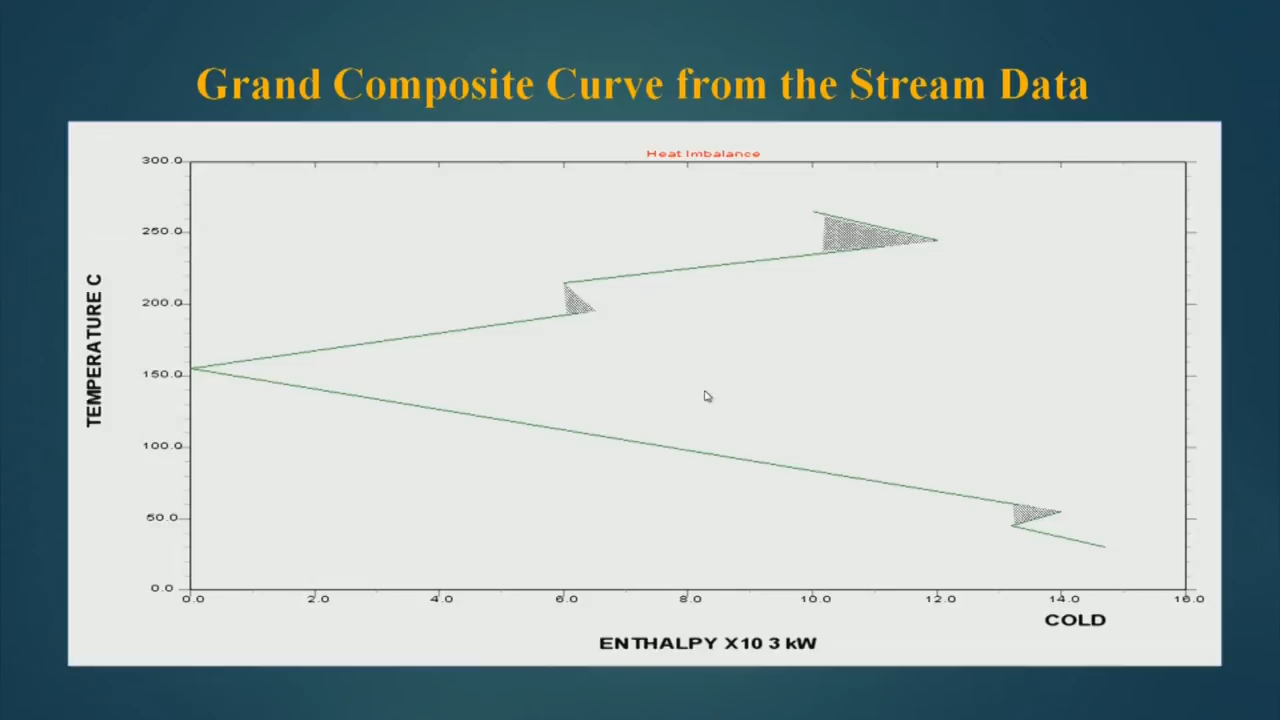 Grand Composite Curve from the Stream Data
Heat Imbalance
300.0
250.0
200.0
150.0
100.0
50.0
0.0
TEMPERATURE C
0.0 2.0 4.0 6.0 8.0 10.0 12.0 14.0 16.0
COLD
ENTHALPY X10 3 kW